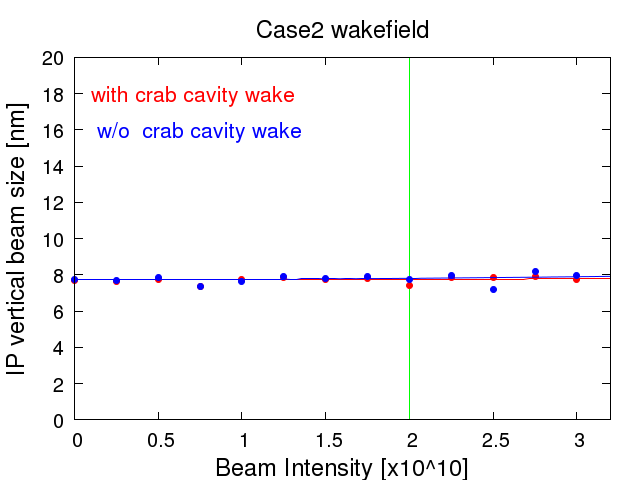 Case2 wakefield
20
18
16
14
12
10
8
6
4
2
0
with crab cavity wake
w/o  crab cavity wake
IP vertical beam size [nm]
0 0.5 1 1.5 2 2.5 3
Beam Intensity [x10^10]